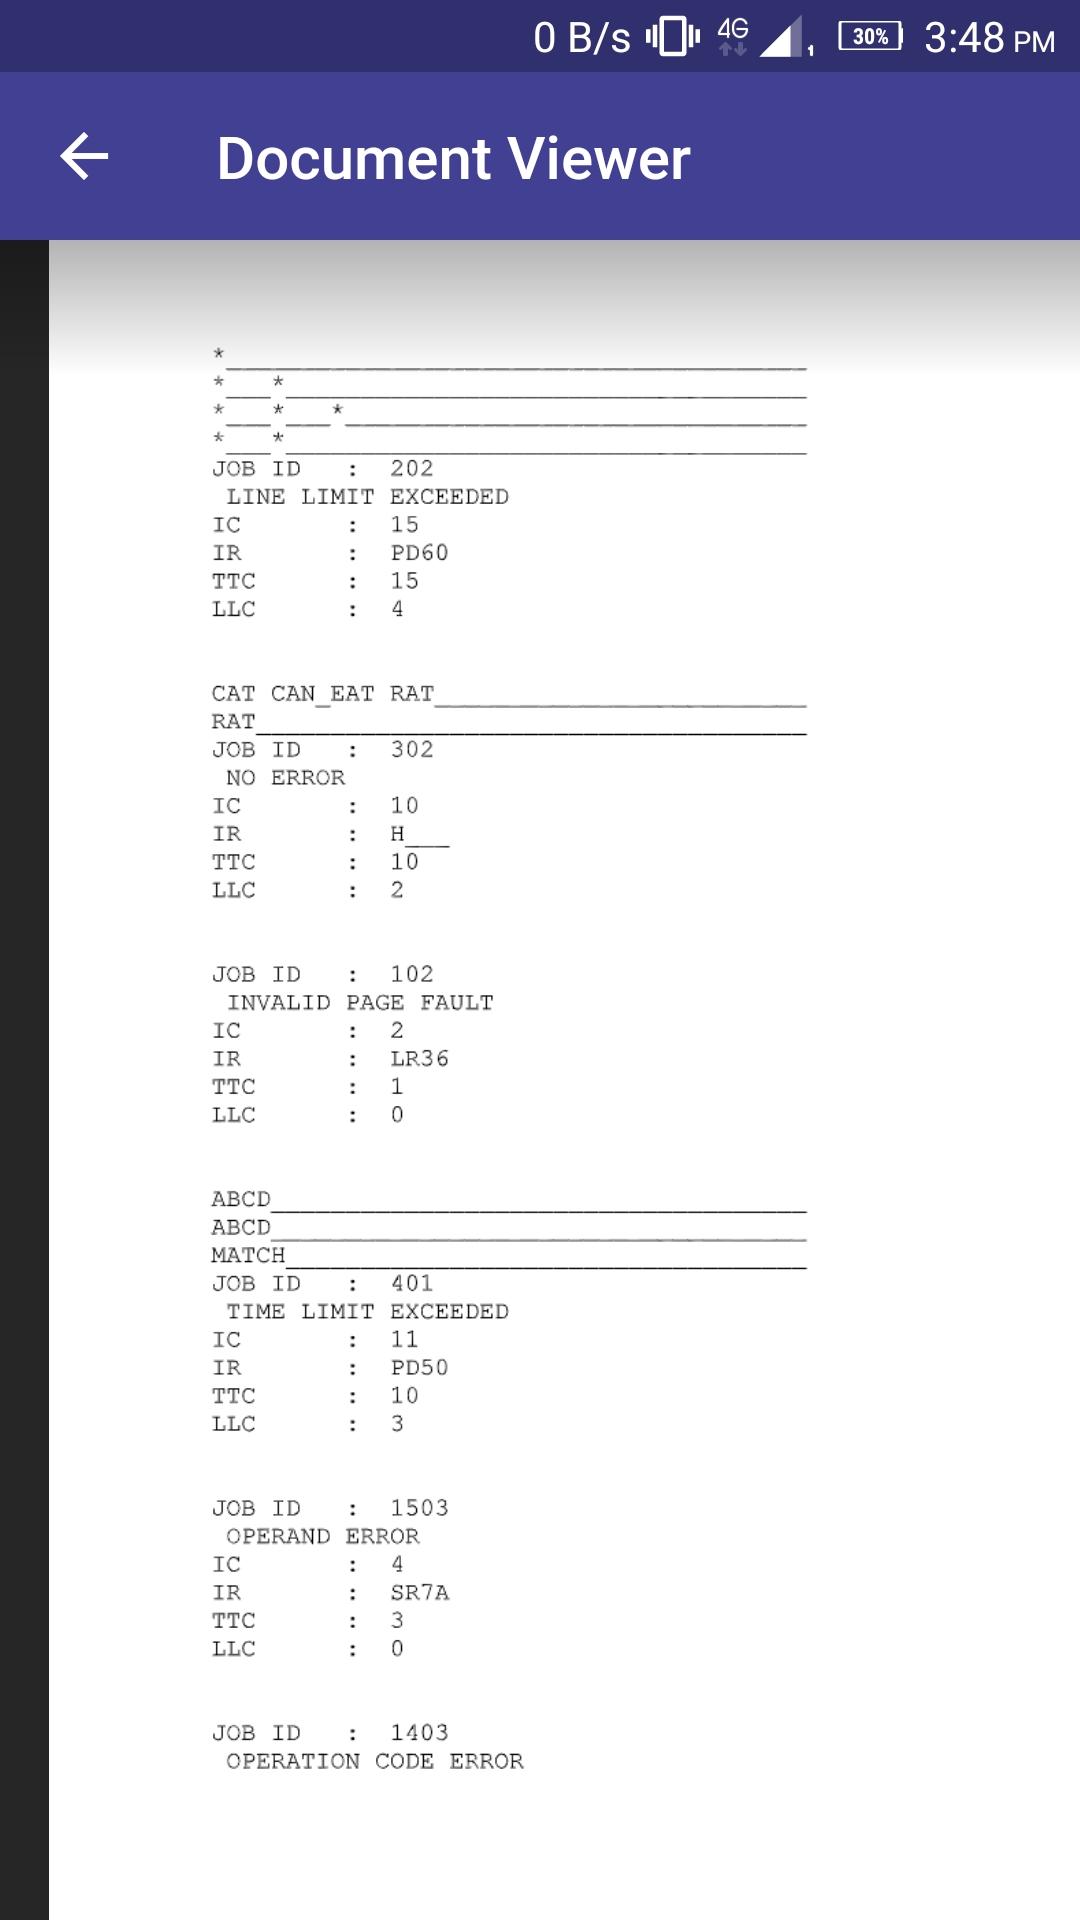 0 B/s 4G 1 30% 3:48 PM
Document Viewer
*_______________________________________
*___*___________________________________
*___*___*_______________________________
*___*___________________________________
JOB ID : 202
LINE LIMIT EXCEEDED
IC : 15
IR : PD60
TTC : 15
LLC : 4
CAT CAN_EAT RAT_________________________
RAT_____________________________________
JOB ID : 302
NO ERROR
IC : 10
IR : H___
TTC : 10
LLC : 2
JOB ID : 102
INVALID PAGE FAULT
IC : 2
IR : LR36
TTC : 1
LLC : 0
ABCD____________________________________
ABCD____________________________________
MATCH___________________________________
JOB ID : 401
TIME LIMIT EXCEEDED
IC : 11
IR : PD50
TTC : 10
LLC : 3
JOB ID : 1503
OPERAND ERROR
IC : 4
IR : SR7A
TTC : 3
LLC : 0
JOB ID : 1403
OPERATION CODE ERROR